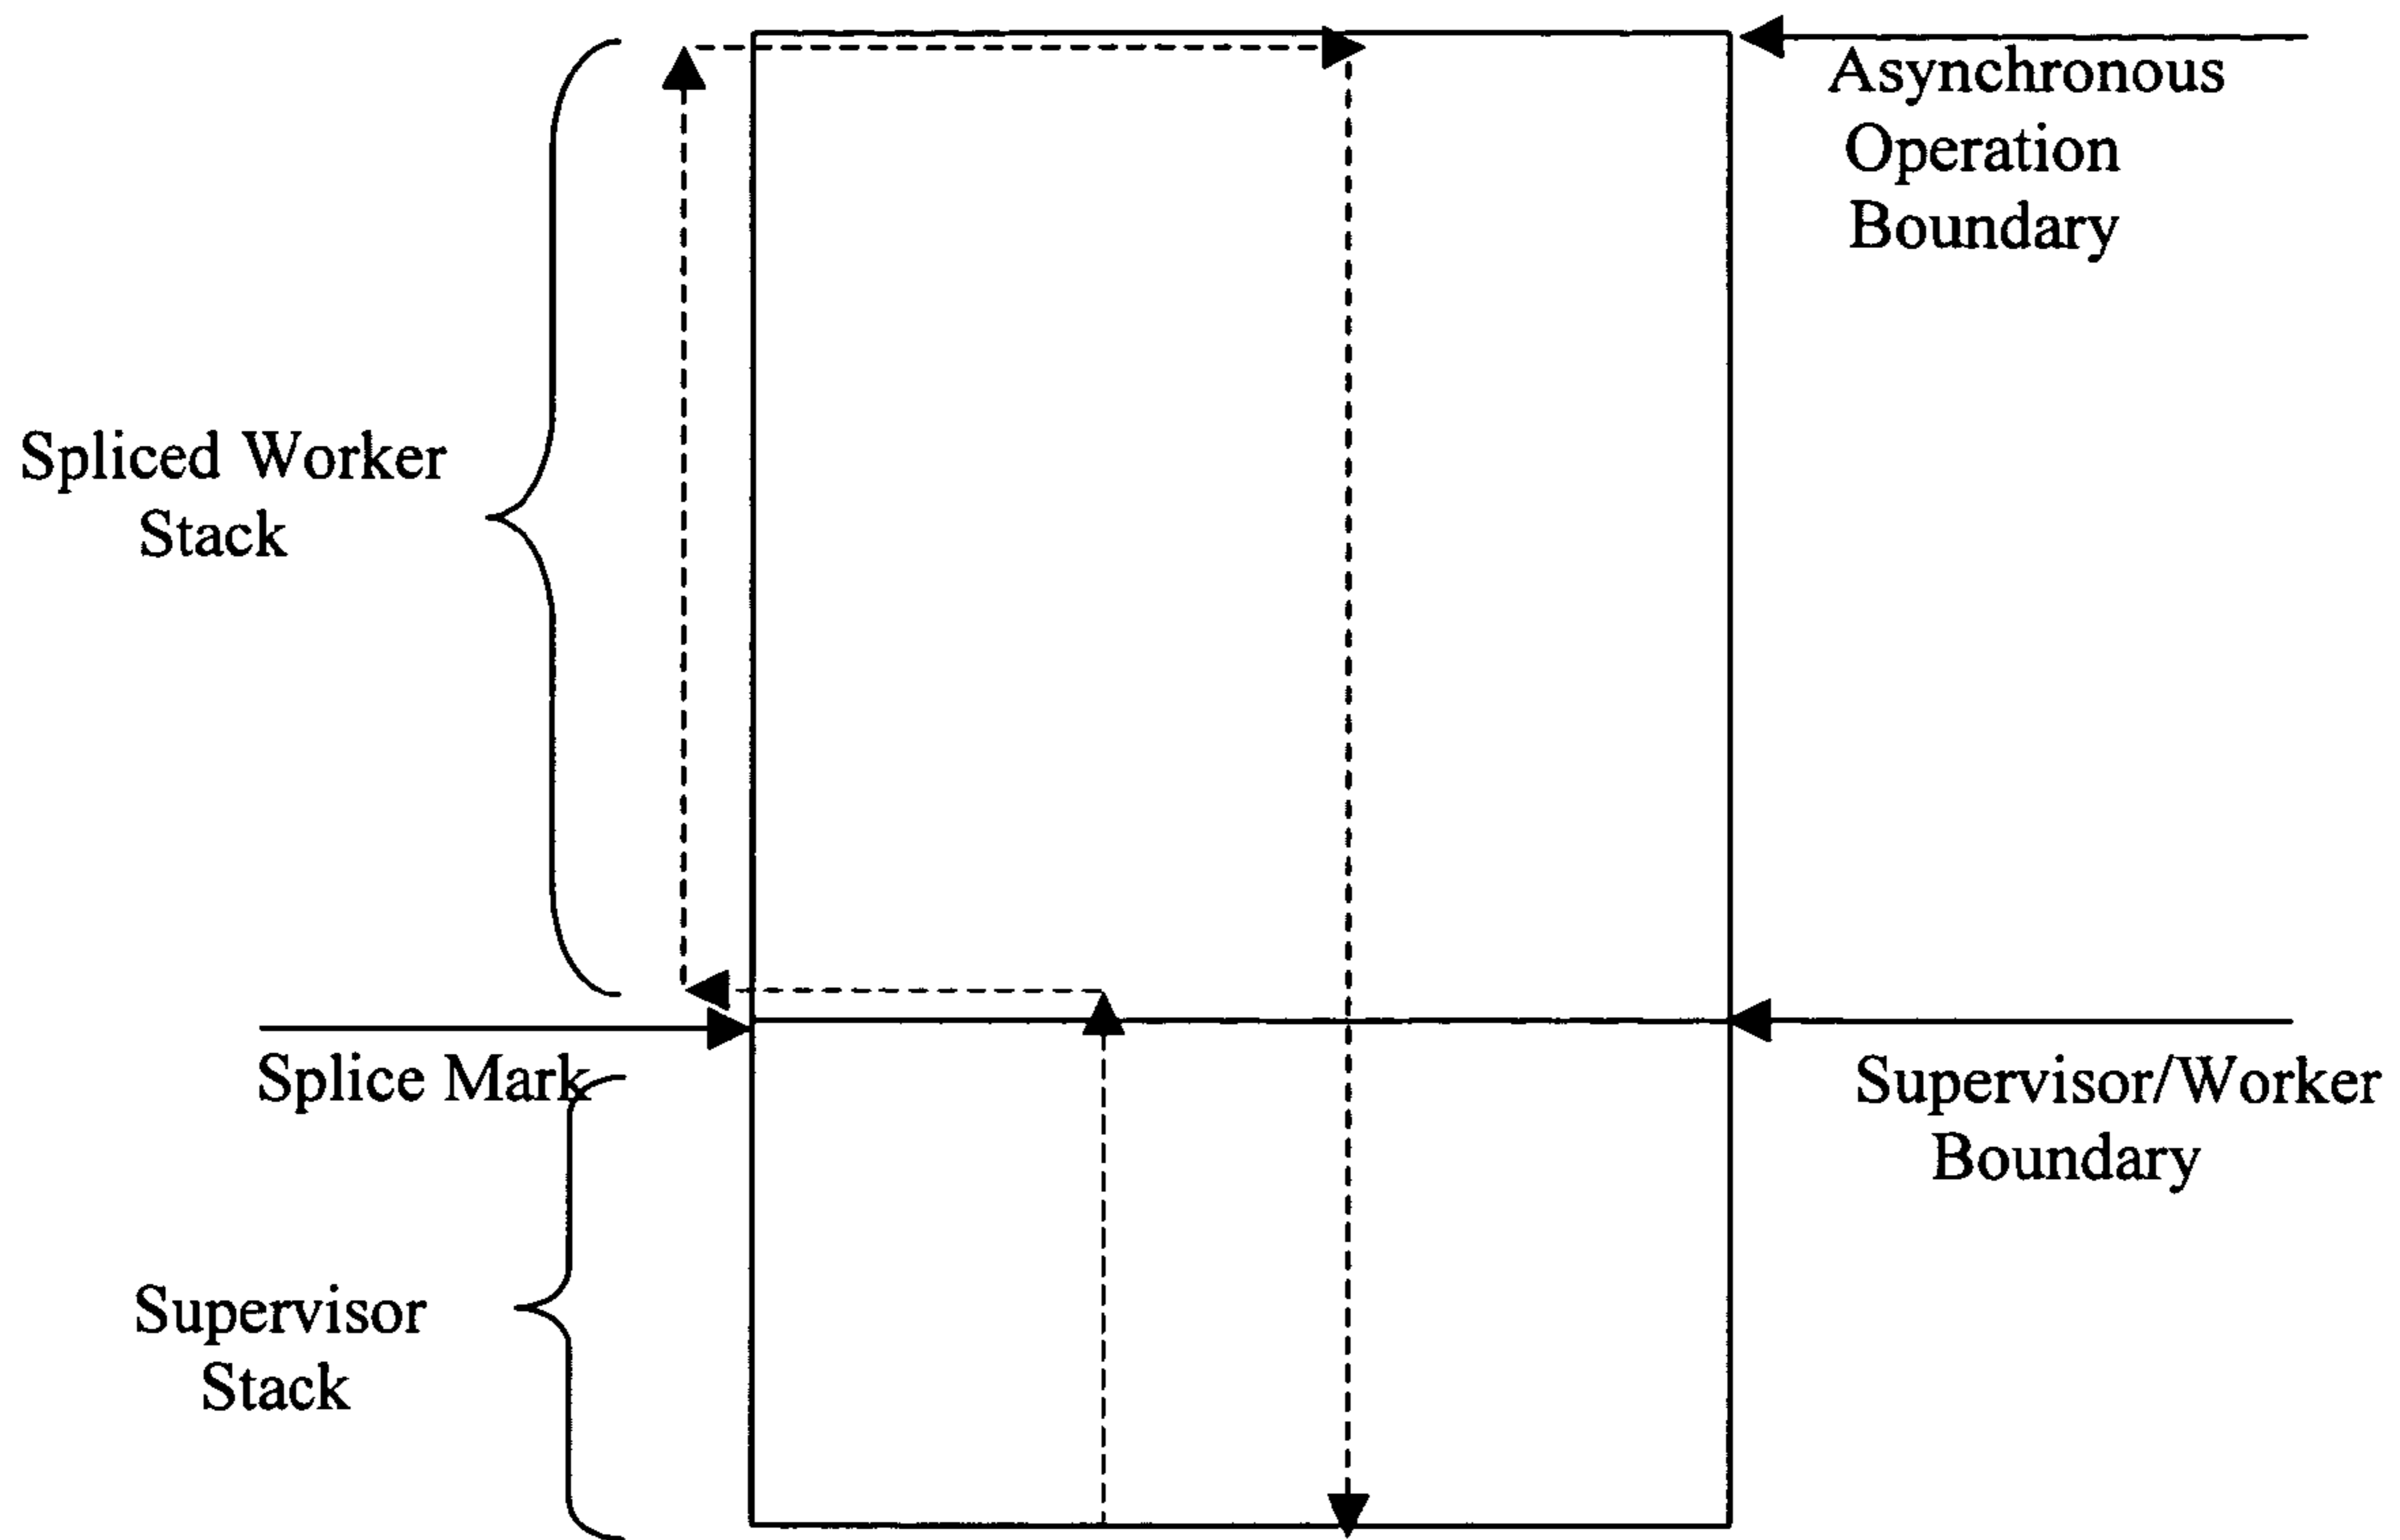 Asynchronous
Operation
Boundary
Spliced Worker
Stack
Splice Mark
Supervisor/Worker
Boundary
Supervisor
Stack